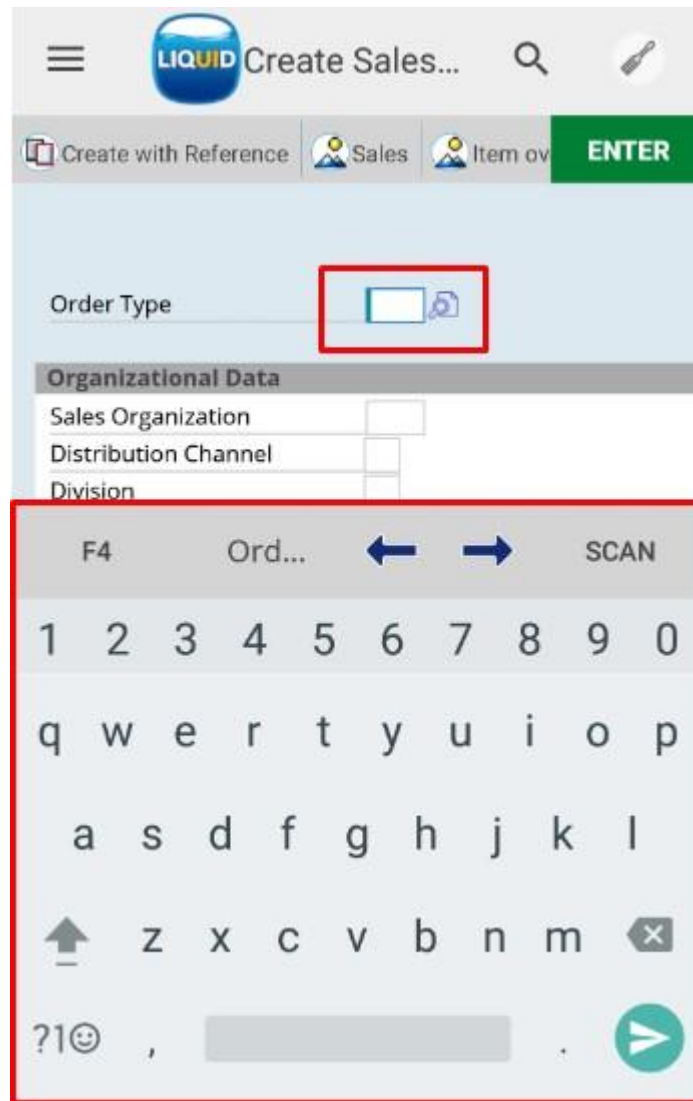 LIQUID Create Sales...
Create with Reference Sales Item ov ENTER
Order Type
Organizational Data
Sales Organization
Distribution Channel
Division
F4 Ord... SCAN
1 2 3 4 5 6 7 8 9 0
q w e r t y u i o p
a s d f g h j k l
z x c v b n m
?1☺ , .